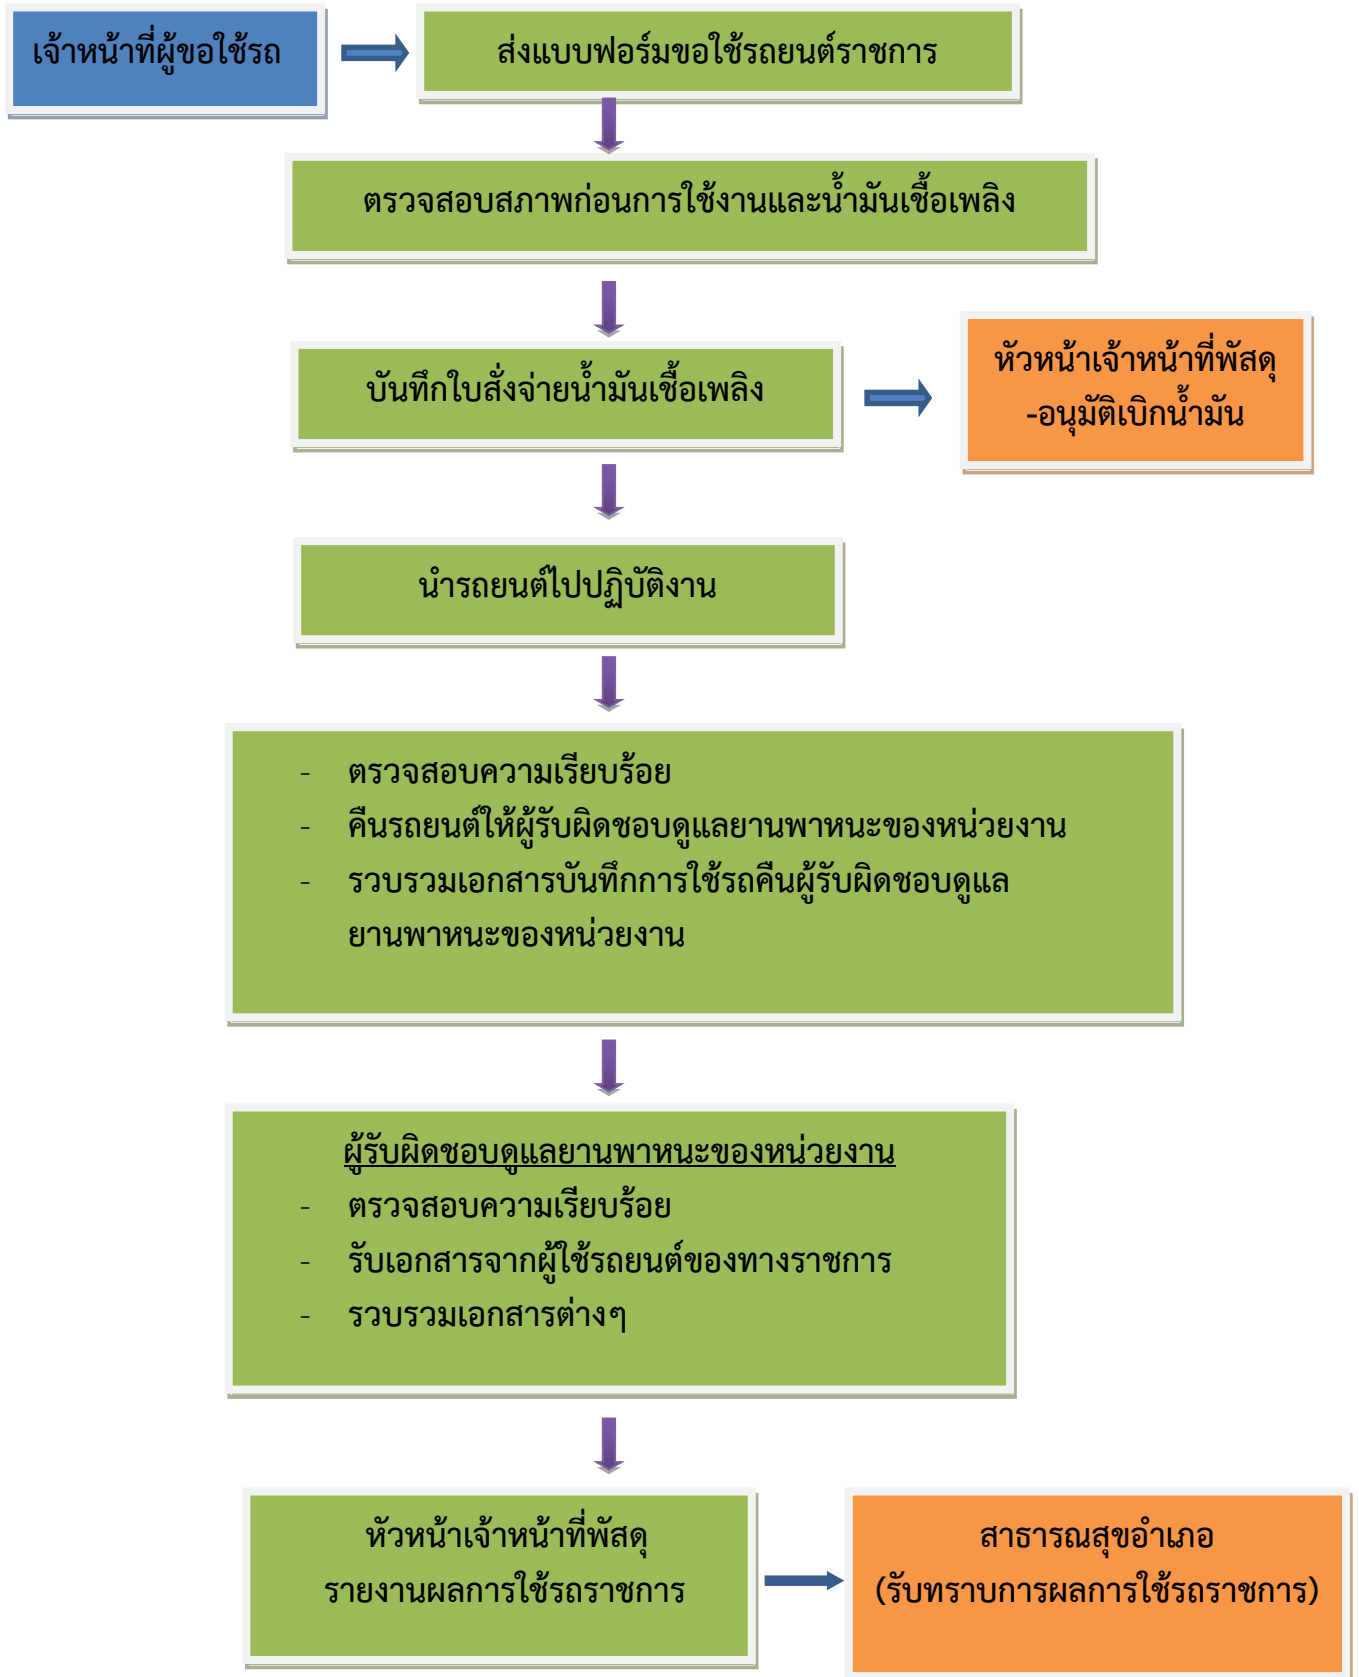 เจ้าหน้าที่ผู้ขอใช้รถ
ส่งแบบฟอร์มขอใช้รถยนต์ราชการ
ตรวจสอบสภาพก่อนการใช้งานและน้ำมันเชื้อเพลิง
บันทึกใบสั่งจ่ายน้ำมันเชื้อเพลิง
หัวหน้าเจ้าหน้าที่พัสดุ
-อนุมัติเบิกน้ำมัน
นำรถยนต์ไปปฏิบัติงาน
- ตรวจสอบความเรียบร้อย
- คืนรถยนต์ให้ผู้รับผิดชอบดูแลยานพาหนะของหน่วยงาน
- รวบรวมเอกสารบันทึกการใช้รถคืนผู้รับผิดชอบดูแล
ยานพาหนะของหน่วยงาน
ผู้รับผิดชอบดูแลยานพาหนะของหน่วยงาน
- ตรวจสอบความเรียบร้อย
- รับเอกสารจากผู้ใช้รถยนต์ของทางราชการ
- รวบรวมเอกสารต่างๆ
หัวหน้าเจ้าหน้าที่พัสดุ
รายงานผลการใช้รถราชการ
สาธารณสุขอำเภอ
(รับทราบการผลการใช้รถราชการ)